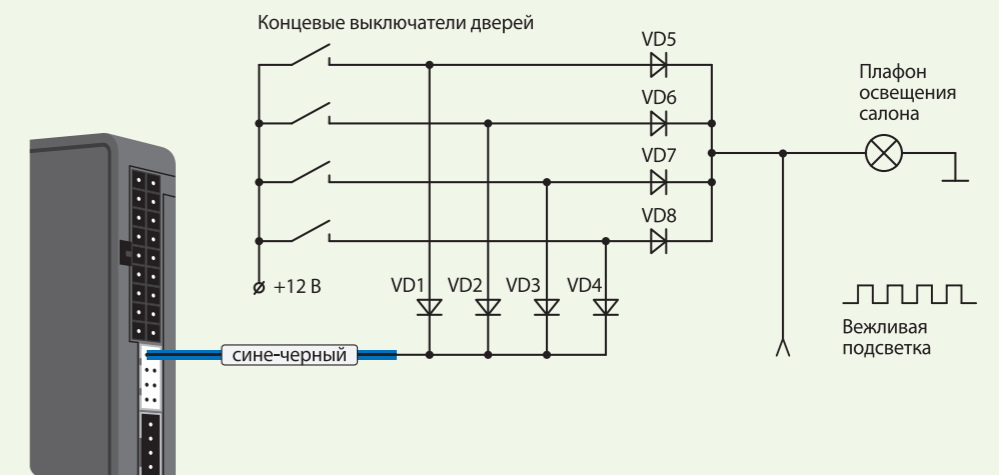 Концевые выключатели дверей
VD5
VD6
VD7
VD8
Плафон
освещения
салона
+12 В
VD1
VD2
VD3
VD4
сине-черный
Вежливая
подсветка